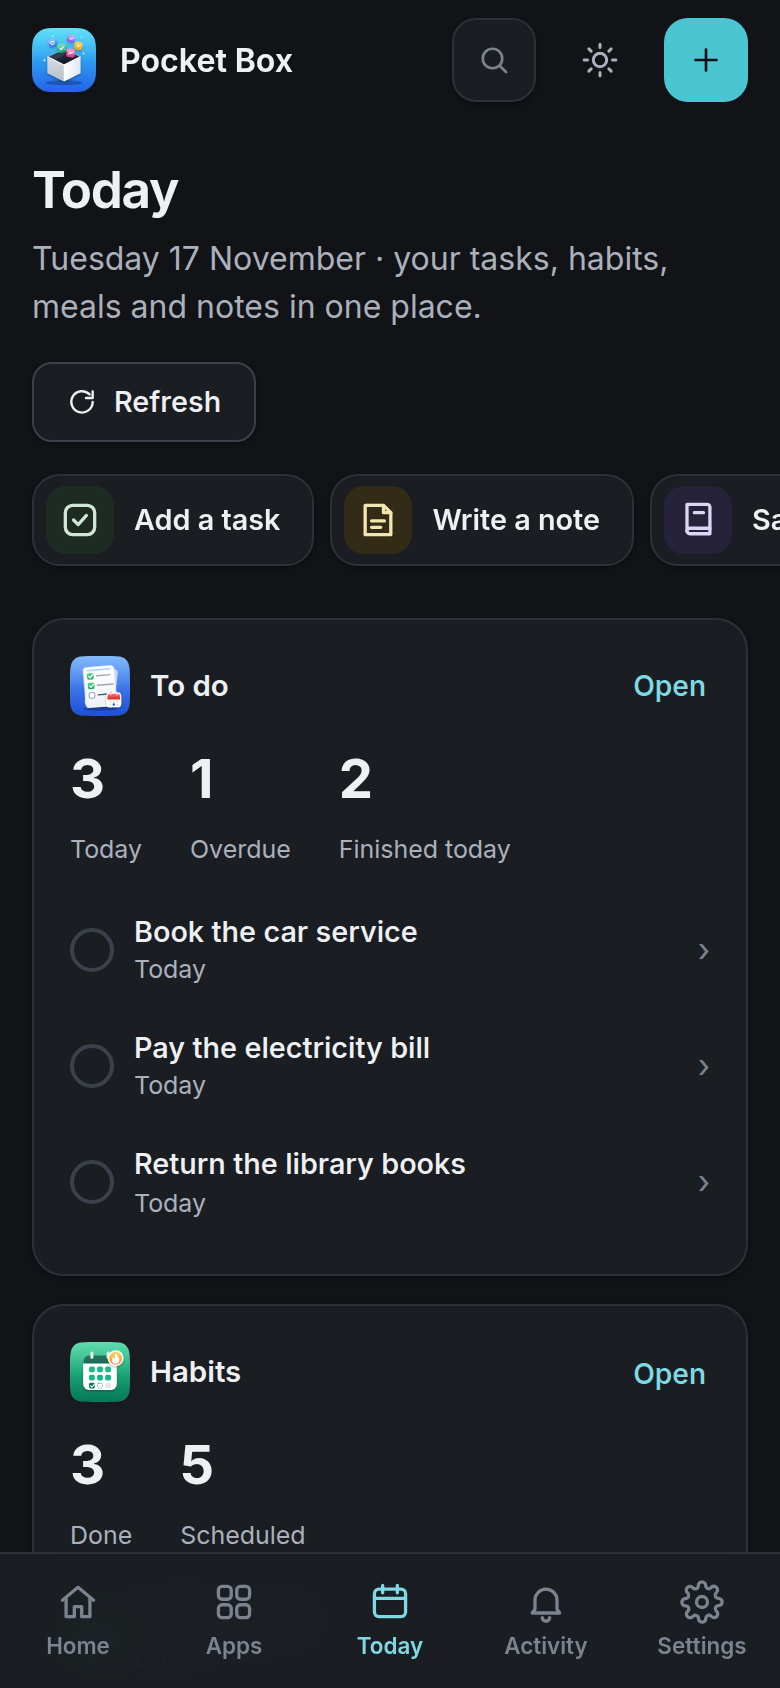 Pocket Box
Today
Tuesday 17 November · your tasks, habits,
meals and notes in one place.
Refresh
Add a task
Write a note
To do
Open
3
1
2
Today
Overdue
Finished today
Book the car service
Today
Pay the electricity bill
Today
Return the library books
Today
Habits
Open
3
5
Done
Scheduled
Home
Apps
Today
Activity
Settings